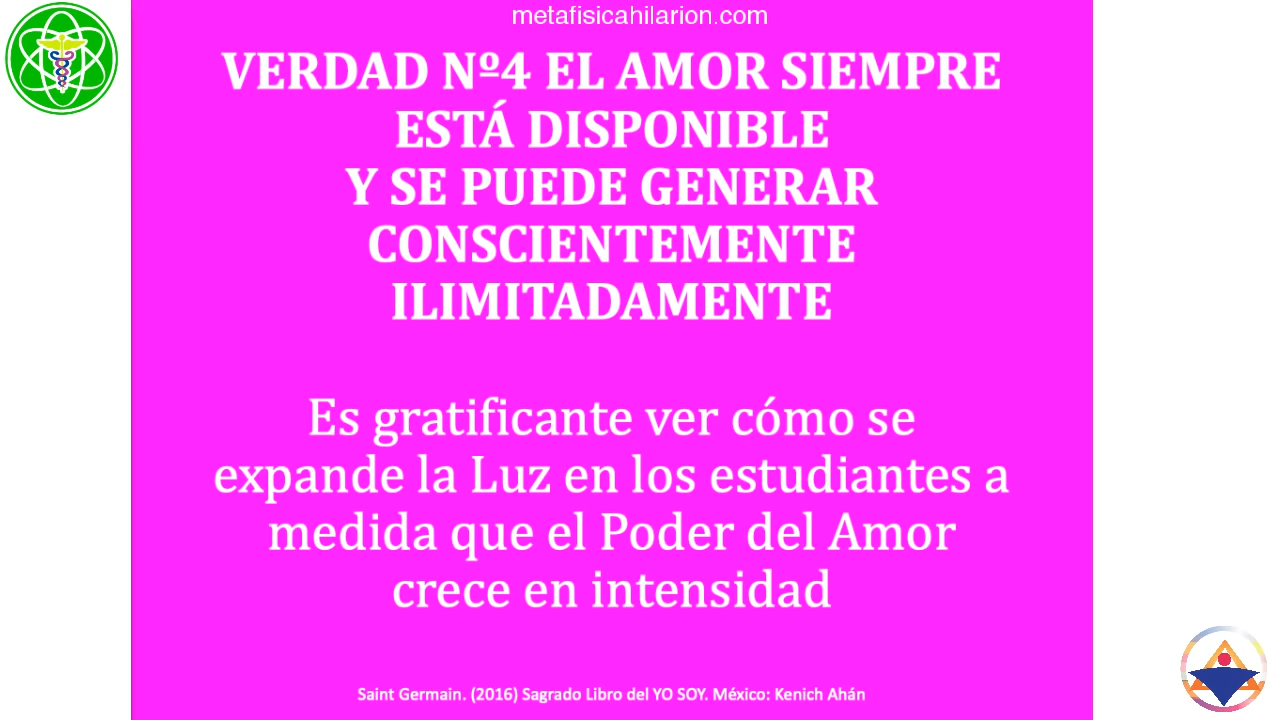 metafisicahilarion.com
VERDAD Nº4 EL AMOR SIEMPRE
ESTÁ DISPONIBLE
Y SE PUEDE GENERAR
CONSCIENTEMENTE
ILIMITADAMENTE
Es gratificante ver cómo se
expande la Luz en los estudiantes a
medida que el Poder del Amor
crece en intensidad
Saint Germain. (2016) Sagrado Libro del YO SOY. México: Kenich Ahán